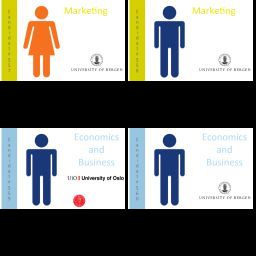 Marketing
UNIVERSITY OF BERGEN
Marketing
UNIVERSITY OF BERGEN
Economics
and
Business
UiO University of Oslo
Economics
and
Business
UNIVERSITY OF BERGEN